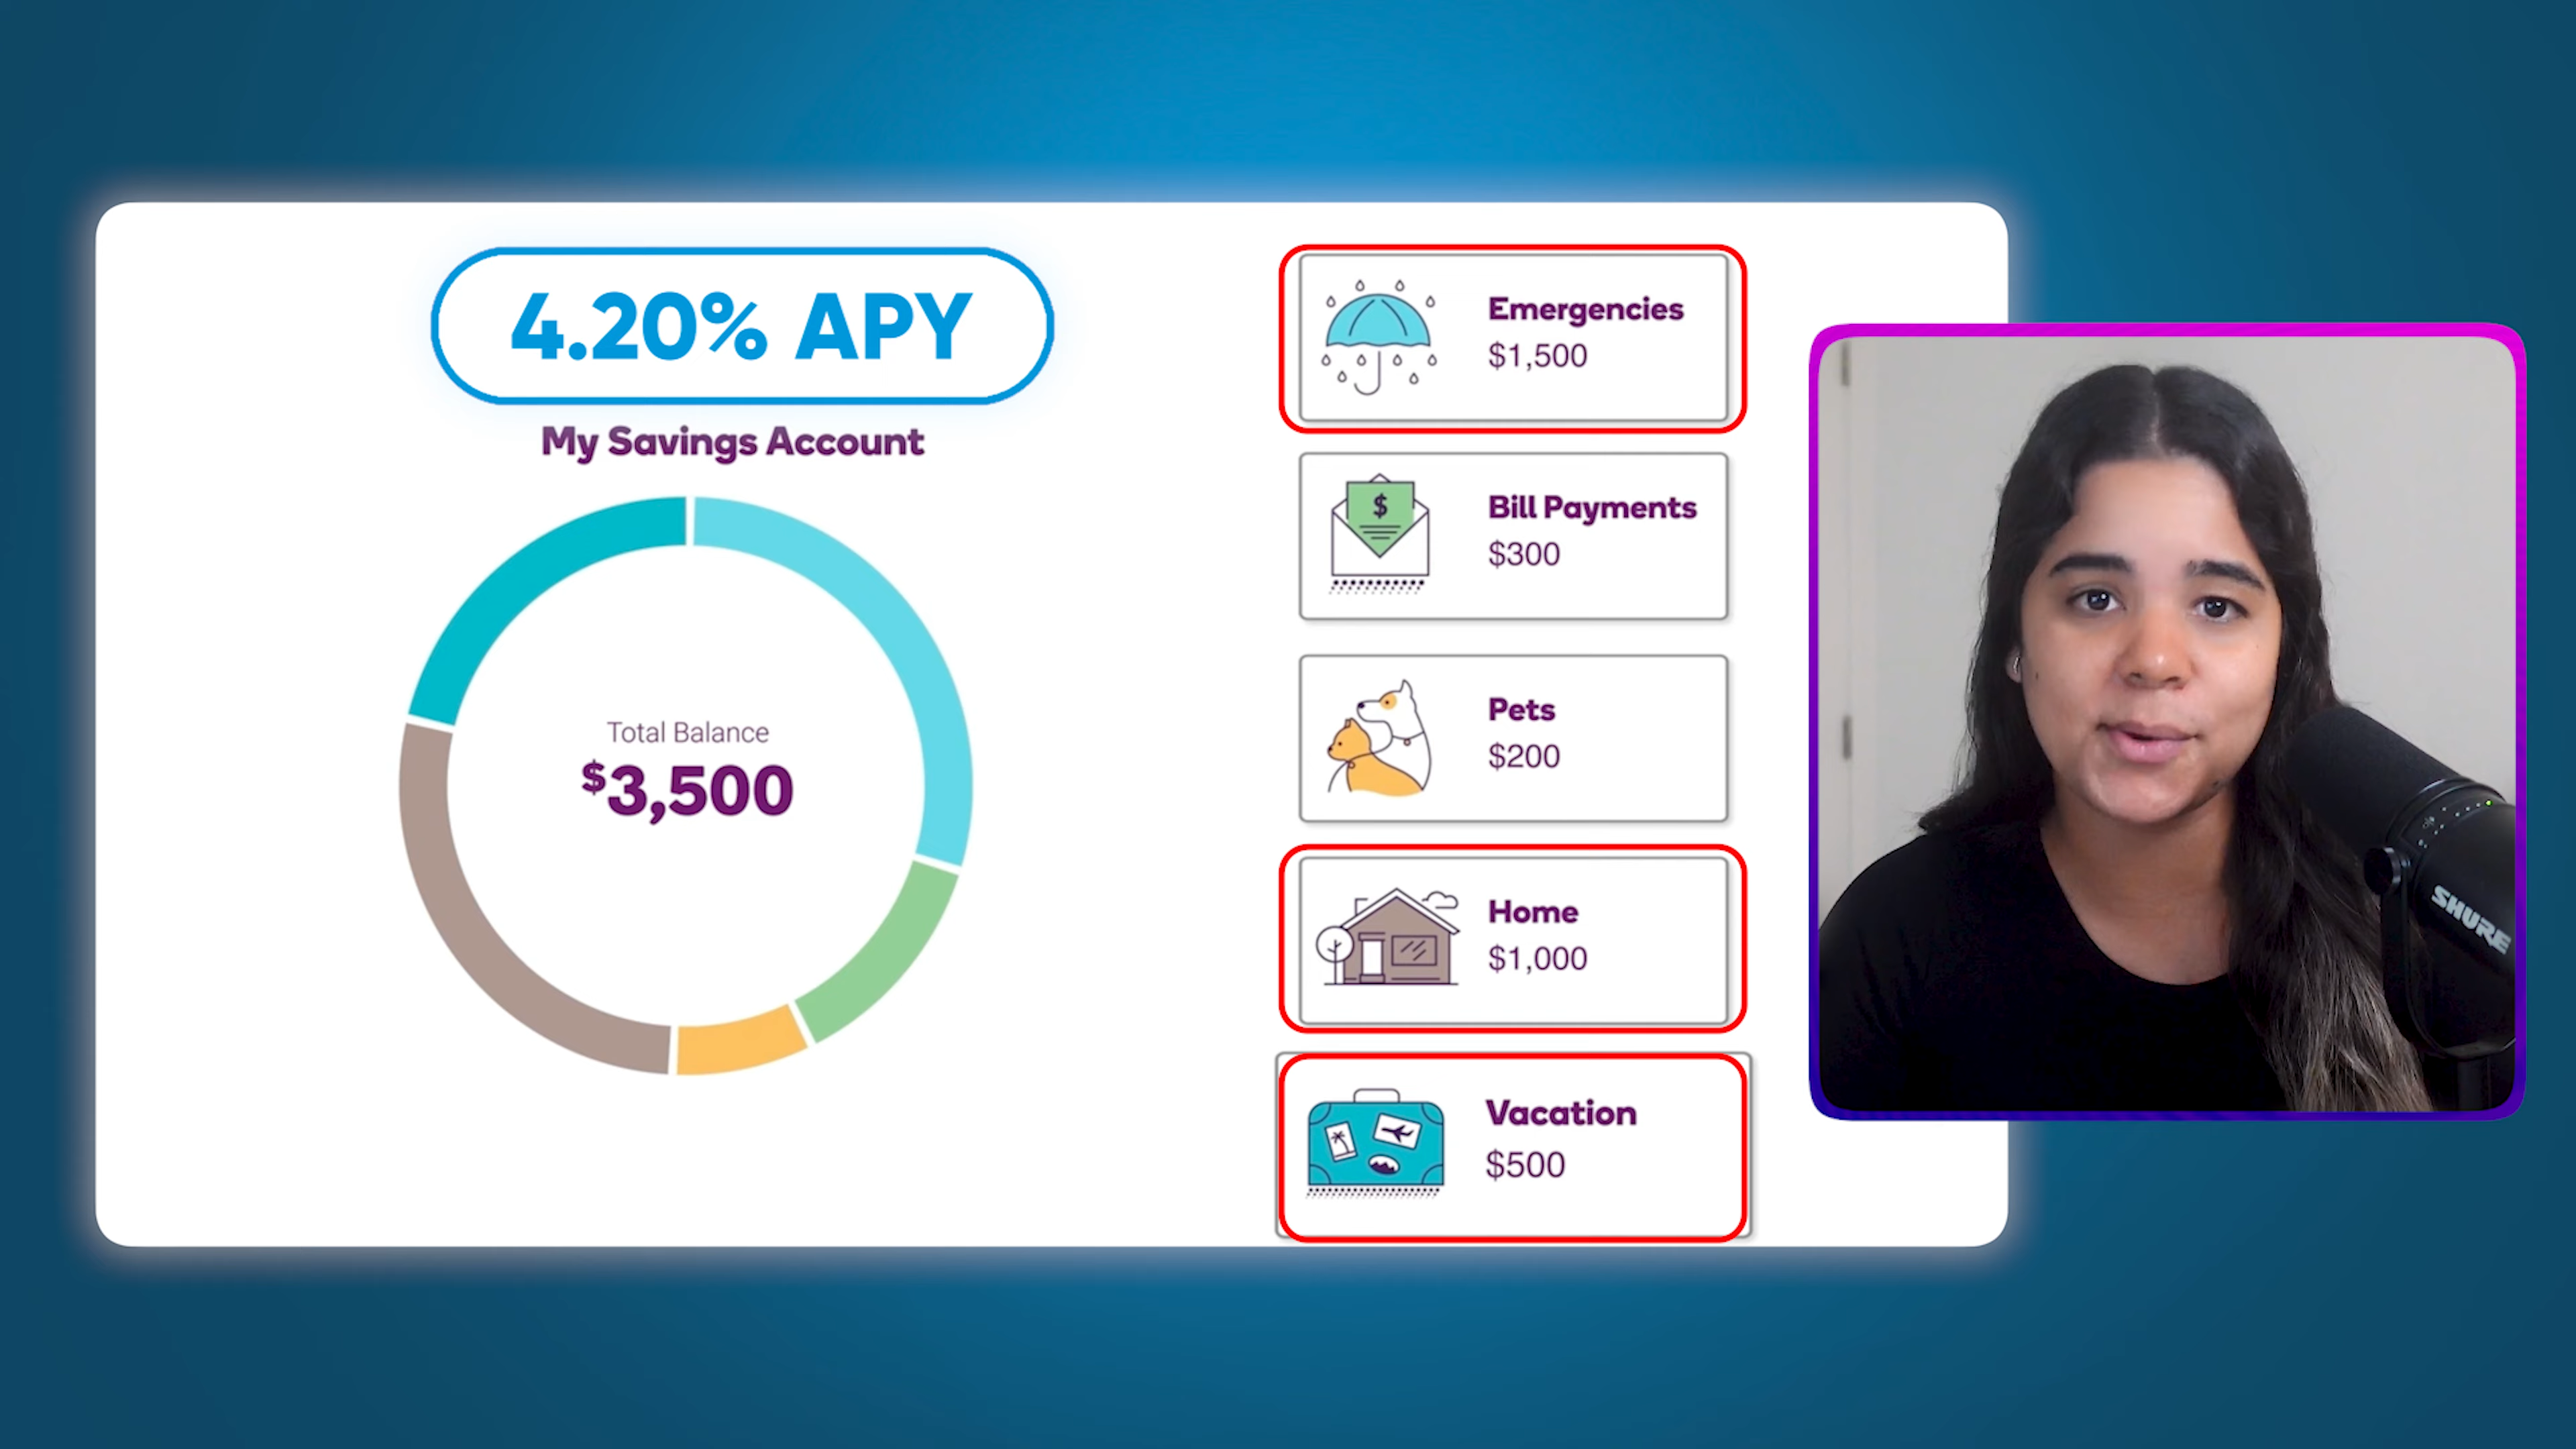 4.20% APY
My Savings Account
Total Balance
$3,500
Emergencies
$1,500
$
Bill Payments
$300
Pets
$200
Home
$1,000
Vacation
$500
SHURE